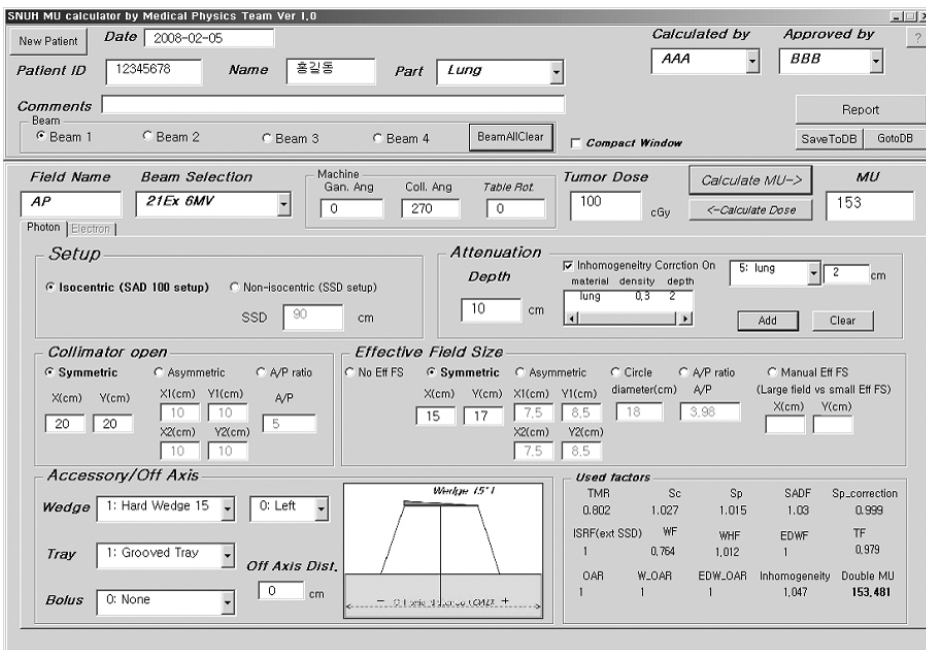 SNUH MU calculator by Medical Physics Team Ver 1,0
New Patient Date 2008-02-05 Calculated by Approved by ?
AAA BBB
Patient ID 12345678 Name 홍길동 Part Lung
Comments
Report
Beam
Beam 1 Beam 2 Beam 3 Beam 4 BeamAllClear Compact Window SaveToDB GotoDB
Field Name Beam Selection Machine Tumor Dose Calculate MU-> MU
Gan. Ang Coll. Ang Table Rot.
AP 21Ex 6MV 0 270 0 100 cGy <-Calculate Dose 153
Photon Electron
Setup Attenuation
Isocentric (SAD 100 setup) Non-isocentric (SSD setup)
SSD 90 cm
Depth
10 cm
Inhomogeneitry Corrction On 5: lung 2 cm
material density depth
lung 0,3 2
Add Clear
Collimator open
Symmetric Asymmetric A/P ratio
X(cm) Y(cm) X1(cm) Y1(cm) A/P
20 20 10 10 5
X2(cm) Y2(cm)
10 10
Effective Field Size
No Eff FS Symmetric Asymmetric Circle A/P ratio Manual Eff FS
X(cm) Y(cm) X1(cm) Y1(cm) diameter(cm) A/P (Large field vs small Eff FS)
15 17 7,5 8,5 18 3,98 X(cm) Y(cm)
X2(cm) Y2(cm)
7,5 8,5
Accessory/Off Axis
Wedge 1: Hard Wedge 15 0: Left
Tray 1: Grooved Tray
Off Axis Dist.
0 cm
Bolus 0: None
- +
Used factors
TMR Sc Sp SADF Sp_correction
0.802 1.027 1.015 1.03 0.999
ISRF(ext SSD) WF WHF EDWF TF
1 0,764 1,012 1 0,979
OAR W_OAR EDW_OAR Inhomogeneity Double MU
1 1 1 1,047 153,481